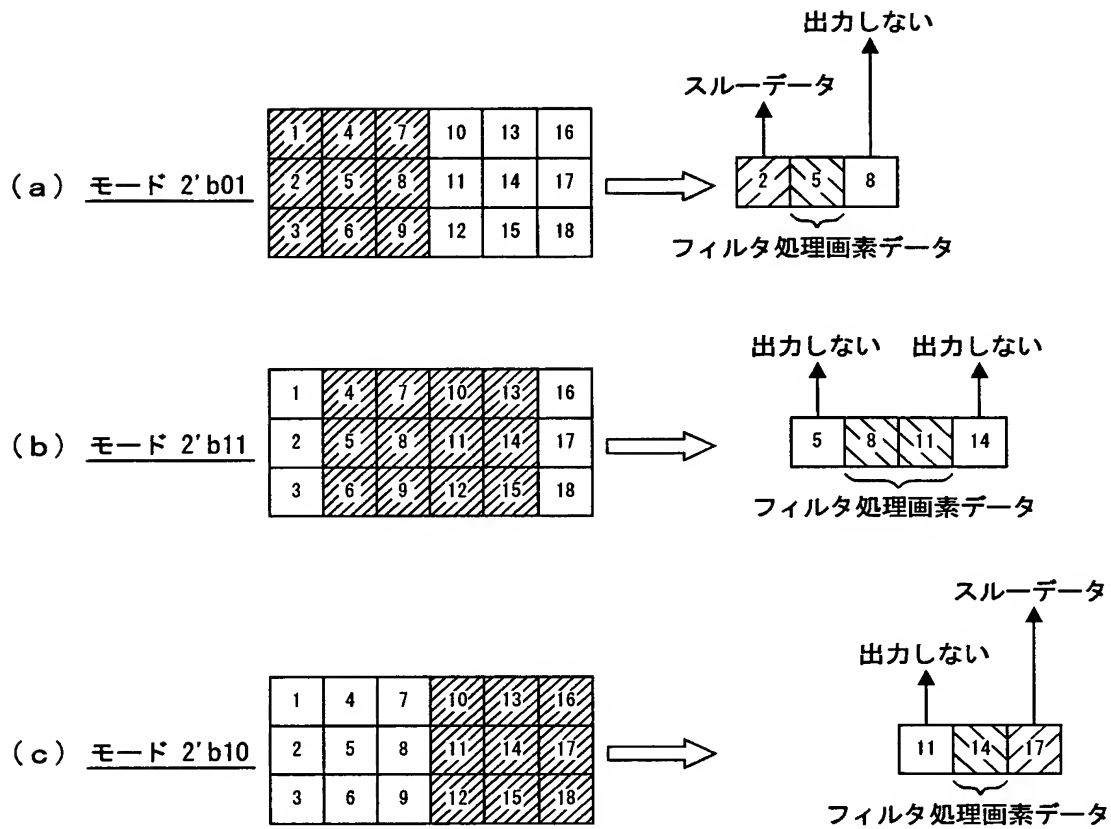 出力しない
スルーデータ
(a) モード 2'b01
1 4 7 10 13 16
2 5 8 11 14 17
3 6 9 12 15 18
2 5 8
フィルタ処理画素データ
出力しない 出力しない
(b) モード 2'b11
1 4 7 10 13 16
2 5 8 11 14 17
3 6 9 12 15 18
5 8 11 14
フィルタ処理画素データ
スルーデータ
出力しない
(c) モード 2'b10
1 4 7 10 13 16
2 5 8 11 14 17
3 6 9 12 15 18
11 14 17
フィルタ処理画素データ